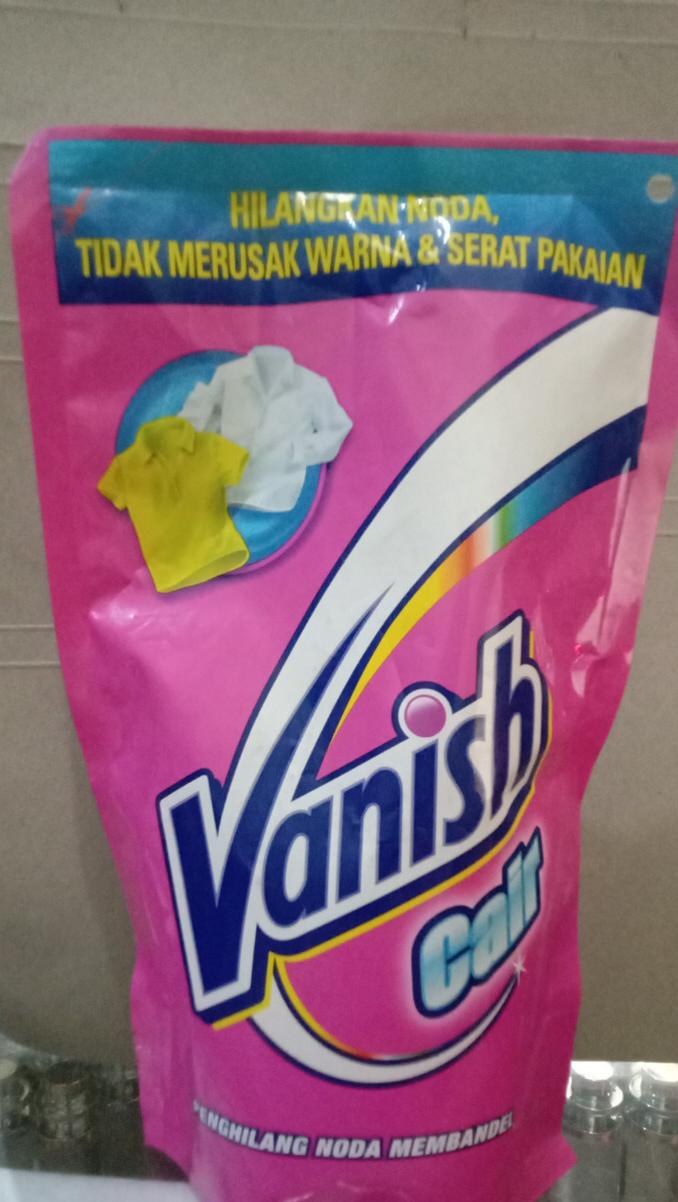 HILANGKAN NODA,
TIDAK MERUSAK WARNA & SERAT PAKAIAN
Vanish
Cair
PENGHILANG NODA MEMBANDEL